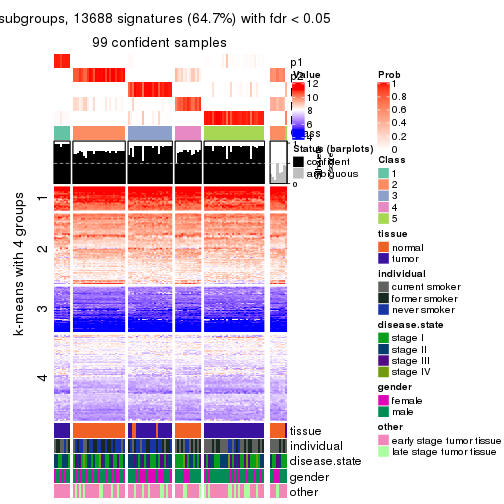 subgroups, 13688 signatures (64.7%) with fdr < 0.05
99 confident samples
p1
p2
Value
12
10
8
6
4
Class
Status (barplots)
confident
ambiguous
1
0
k-means with 4 groups
1
2
3
4
tissue
individual
disease.state
gender
other
Prob
1
0.8
0.6
0.4
0.2
0
Class
1
2
3
4
5
tissue
normal
tumor
individual
current smoker
former smoker
never smoker
disease.state
stage I
stage II
stage III
stage IV
gender
female
male
other
early stage tumor tissue
late stage tumor tissue